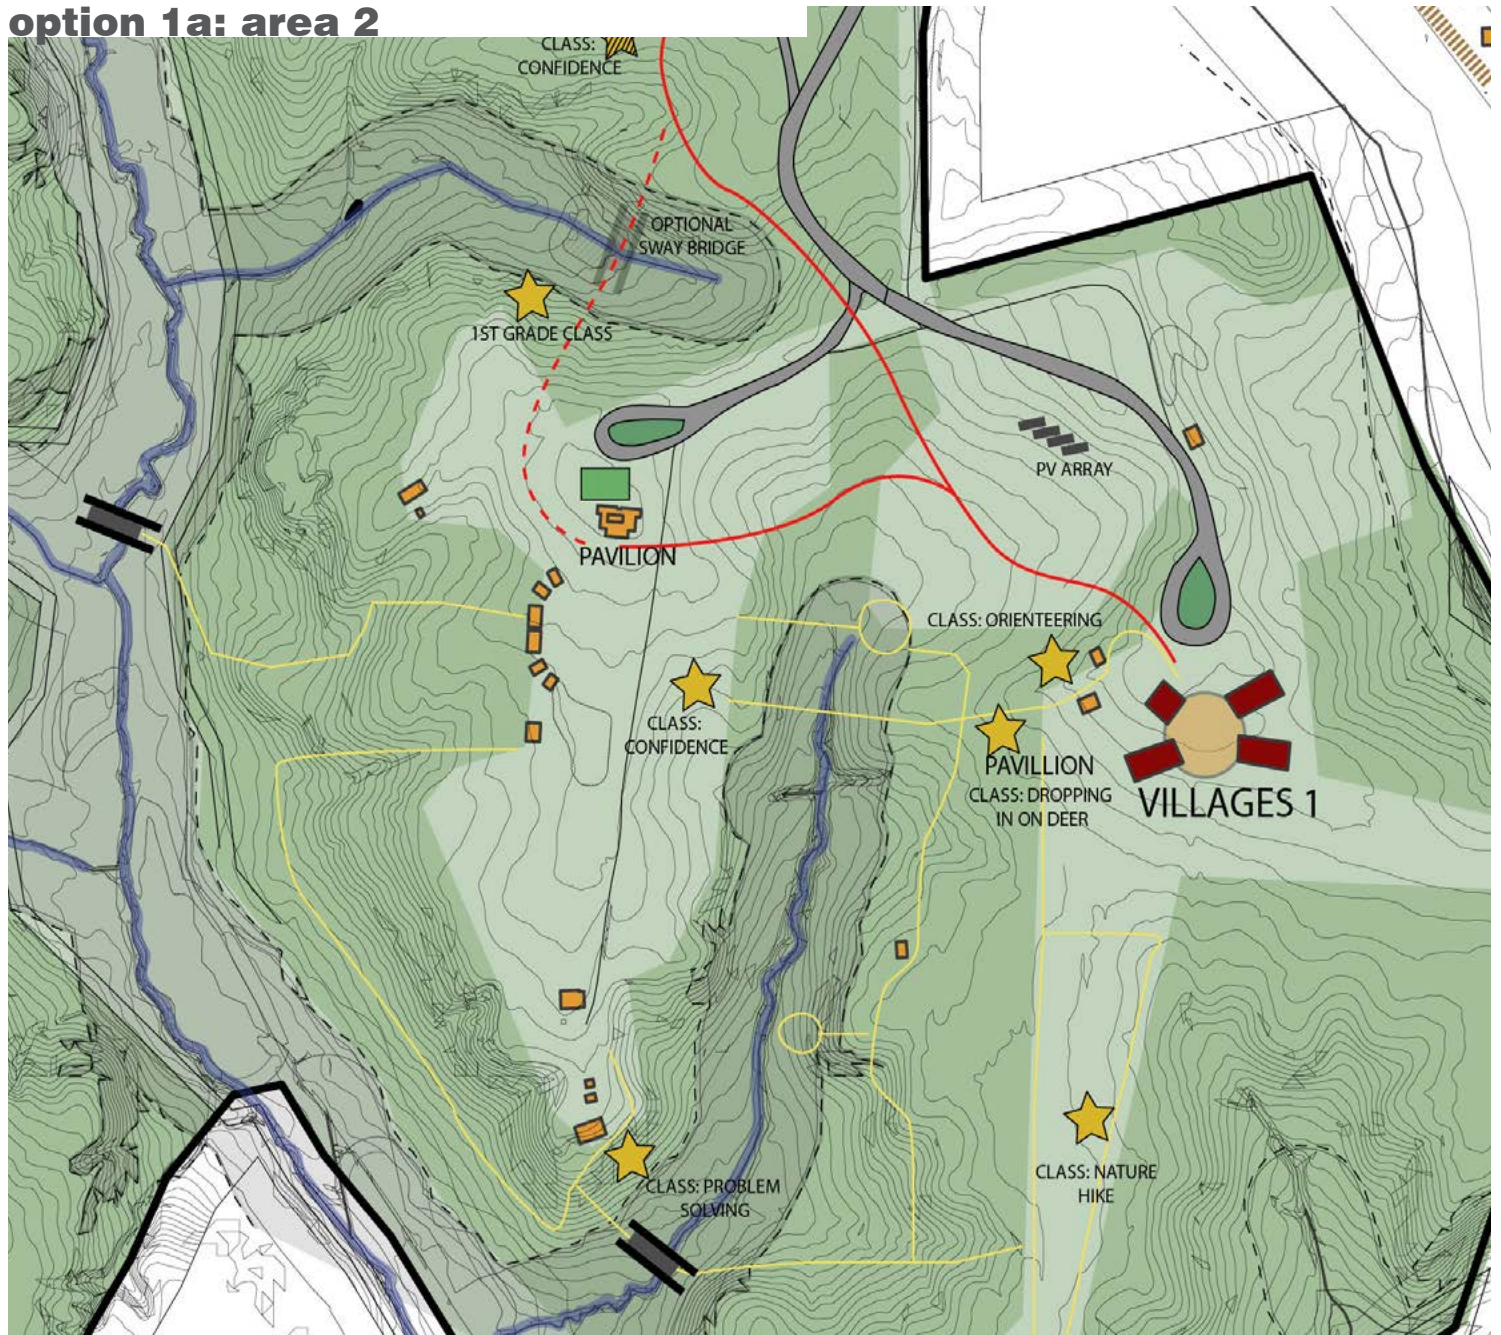 option 1a: area 2
CLASS:
CONFIDENCE
OPTIONAL
SWAY BRIDGE
1ST GRADE CLASS
PV ARRAY
PAVILION
CLASS: ORIENTEERING
CLASS:
CONFIDENCE
PAVILLION
CLASS: DROPPING
IN ON DEER
VILLAGES 1
CLASS: PROBLEM
SOLVING
CLASS: NATURE
HIKE